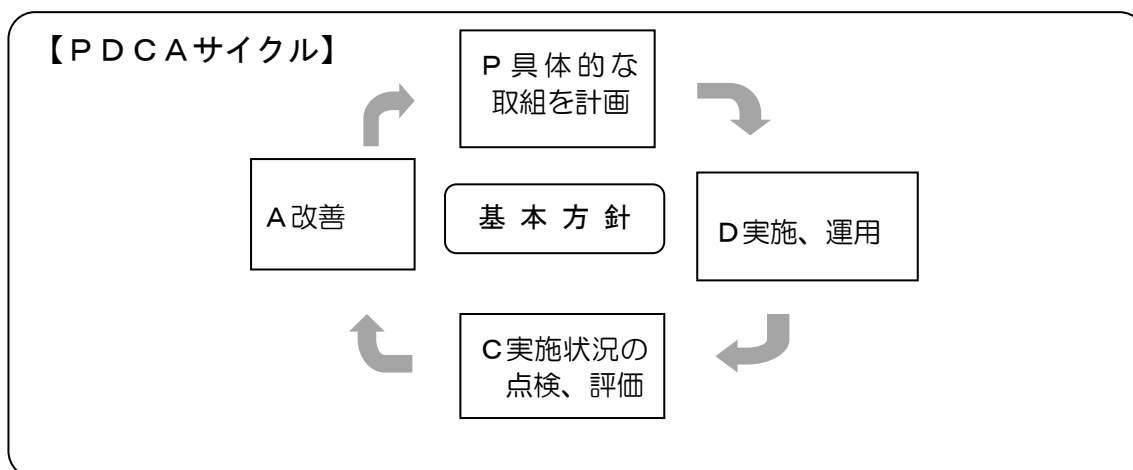 【PDCAサイクル】
P 具体的な
取組を計画
A改善
基本方針
D実施、運用
C実施状況の
点検、評価